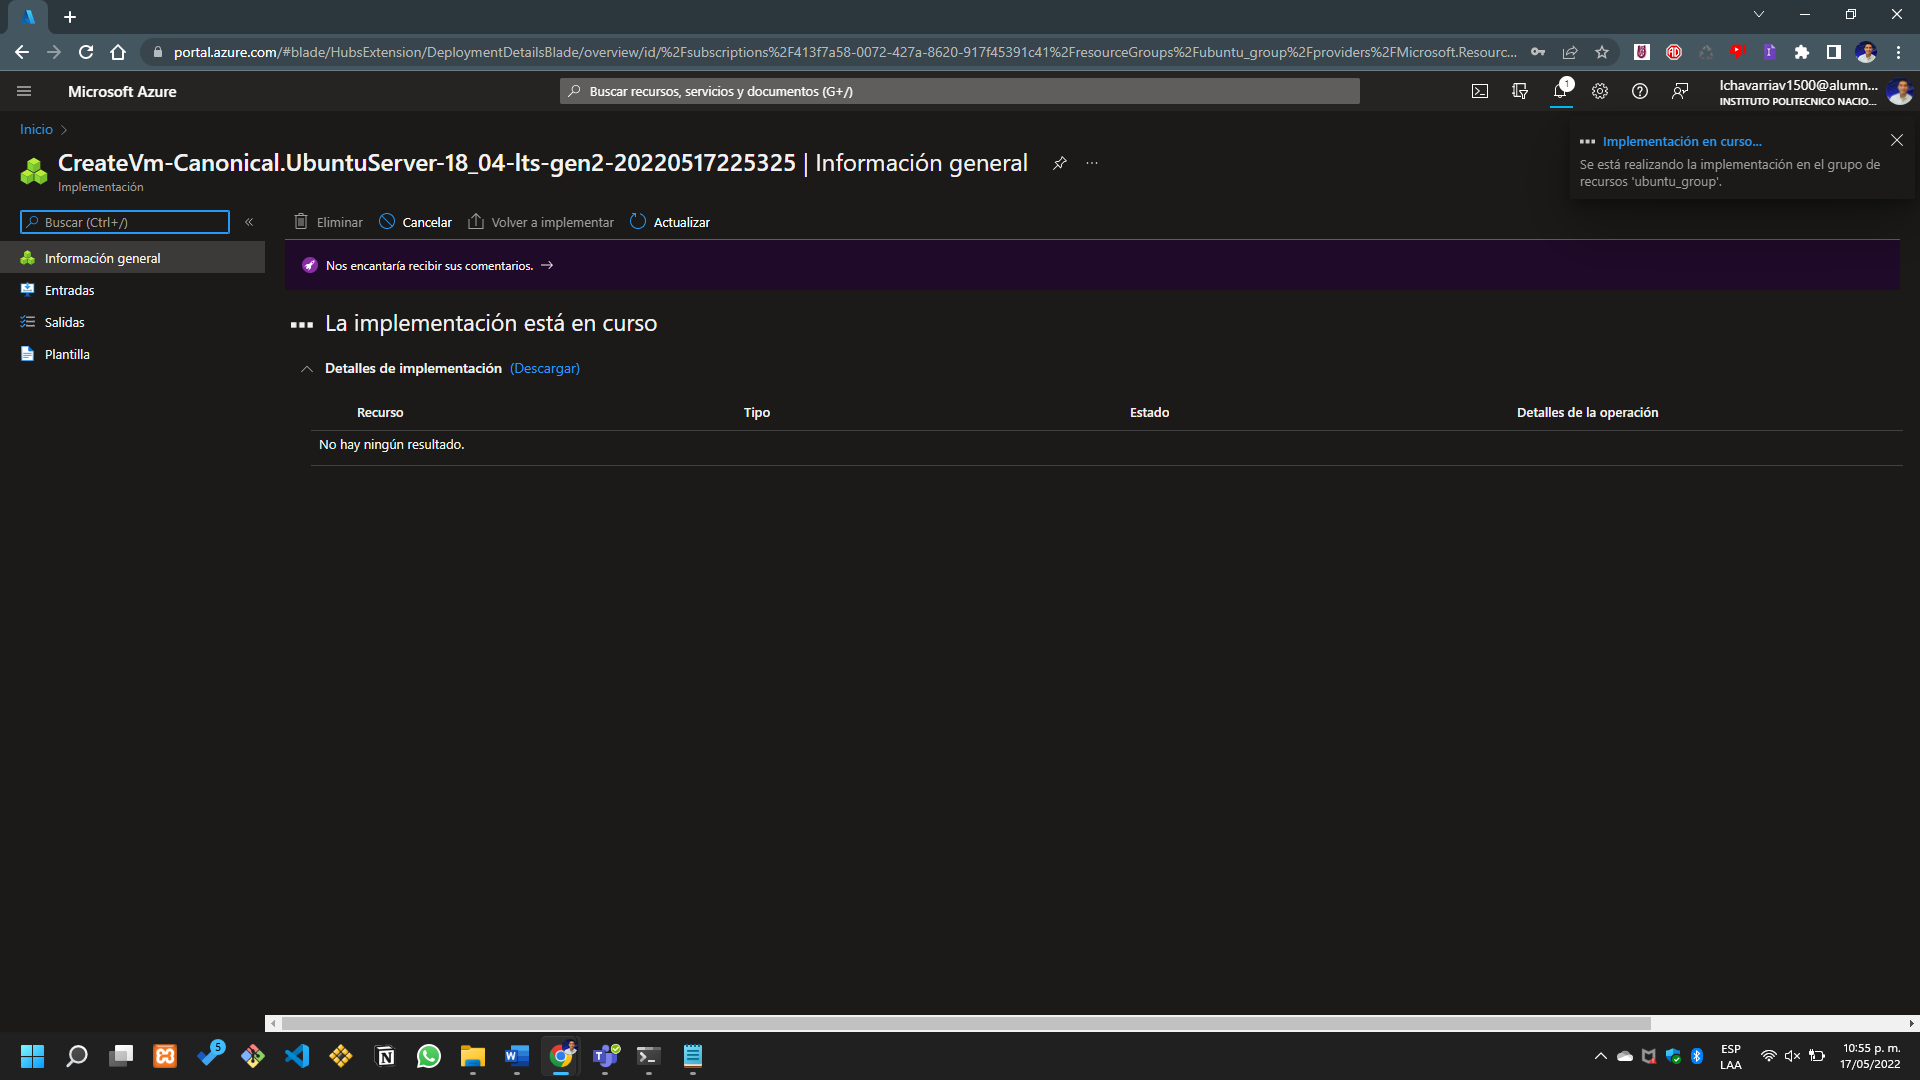 portal.azure.com/#blade/HubsExtension/DeploymentDetailsBlade/overview/id/%2Fsubscriptions%2F413f7a58-0072-427a-8620-917f45391c41%2FresourceGroups%2Fubuntu_group%2Fproviders%2FMicrosoft.Resourc...
Microsoft Azure
Buscar recursos, servicios y documentos (G+/)
1
lchavarriav1500@alumn...
INSTITUTO POLITECNICO NACIO...
Inicio
CreateVm-Canonical.UbuntuServer-18_04-lts-gen2-20220517225325 | Información general
Implementación
Implementación en curso...
Se está realizando la implementación en el grupo de
recursos 'ubuntu_group'.
Buscar (Ctrl+/)
Eliminar
Cancelar
Volver a implementar
Actualizar
Información general
Entradas
Salidas
Plantilla
Nos encantaría recibir sus comentarios.
La implementación está en curso
Detalles de implementación (Descargar)
Recurso
Tipo
Estado
Detalles de la operación
No hay ningún resultado.
5
ESP
LAA
10:55 p. m.
17/05/2022